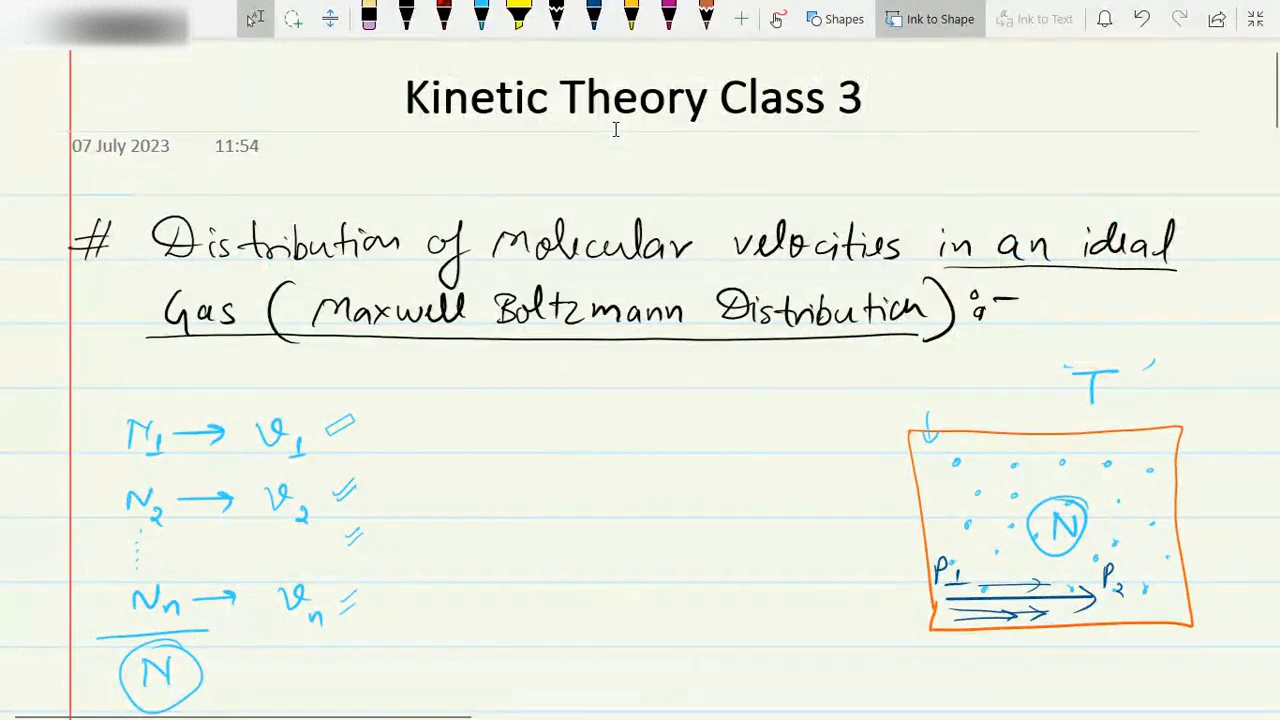 Shapes
Ink to Shape
Ink to Text
Kinetic Theory Class 3
07 July 2023 11:54
# Distribution of molecular velocities in an ideal
Gas (Maxwell Boltzmann Distribution) :-
'T'
N1 → v1
N2 → v2
Nn → vn
N
N
P1
P2